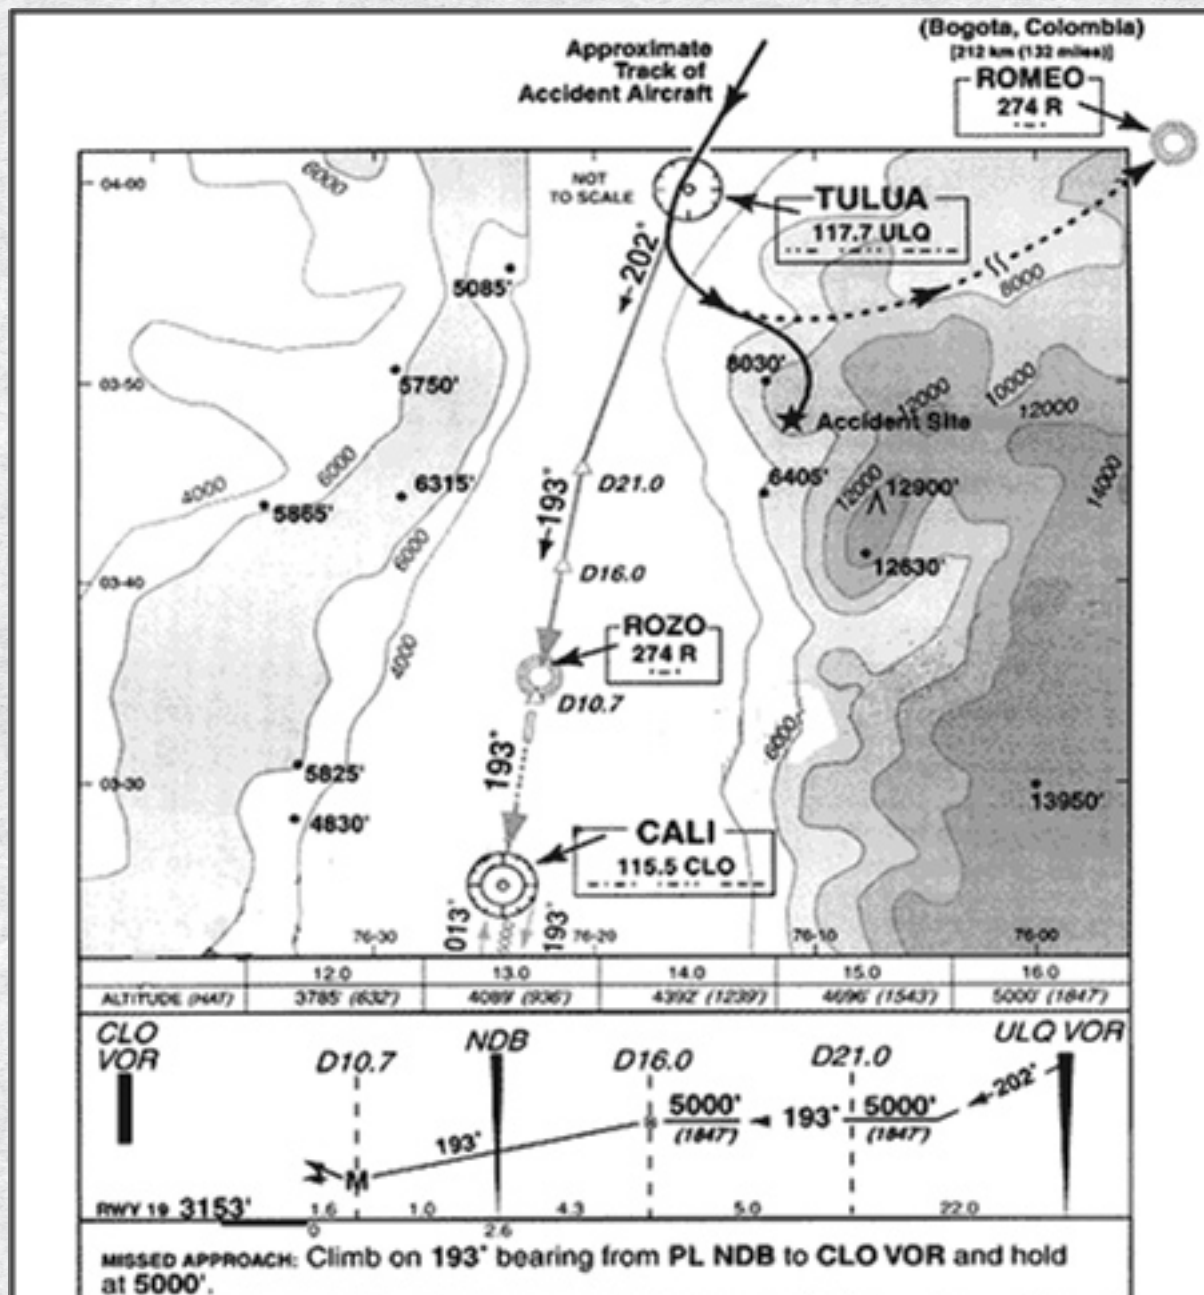 (Bogota, Colombia)
[212 km (132 miles)]
ROMEO
274 R
Approximate
Track of
Accident Aircraft
04-00
6000
NOT
TO SCALE
TULUA
117.7 ULQ
202°
5085'
8000
03-50
5750'
8030'
12000
10000
12000
Accident Site
4000
6000
6315'
5865'
193°
D21.0
6405'
12000
12900'
14000
6000
D16.0
12630'
03-40
4000
ROZO
274 R
D10.7
6000
193°
03-30
5825'
4830'
13950'
CALI
115.5 CLO
013°
193°
76-30
76-20
76-10
76-00
12.0 13.0 14.0 15.0 16.0
ALTITUDE (HAT) 3785' (632') 4089' (936') 4392' (1239') 4696' (1543') 5000' (1847')
CLO
VOR
D10.7
NDB
D16.0
D21.0
ULQ VOR
5000'
(1847')
193°
5000'
(1847')
202°
193°
M
RWY 19 3153'
1.6 1.0 4.3 5.0 22.0
0 2.6
MISSED APPROACH: Climb on 193° bearing from PL NDB to CLO VOR and hold
at 5000'.